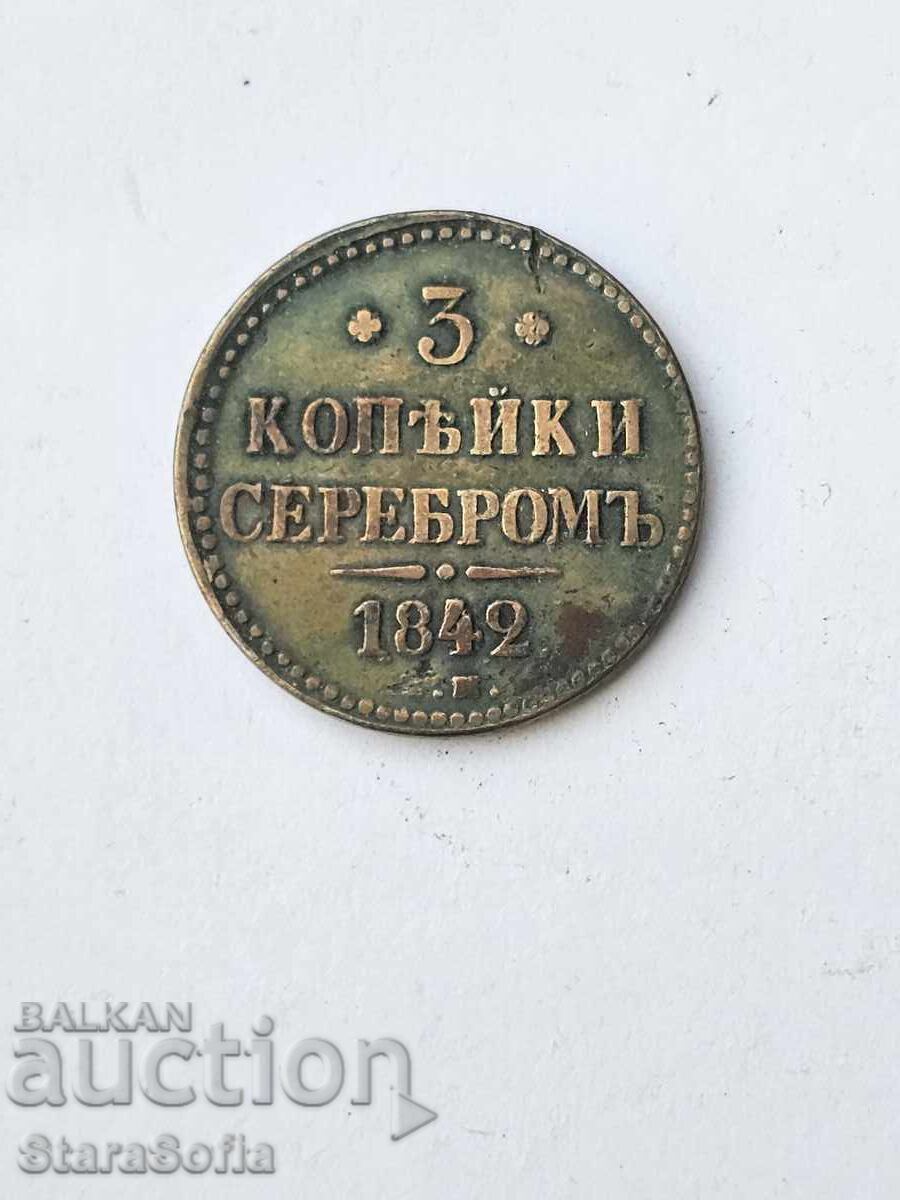 3
КОПѢЙКИ
СЕРЕБРОМЪ
1842
BALKAN
auction
StaraSofia